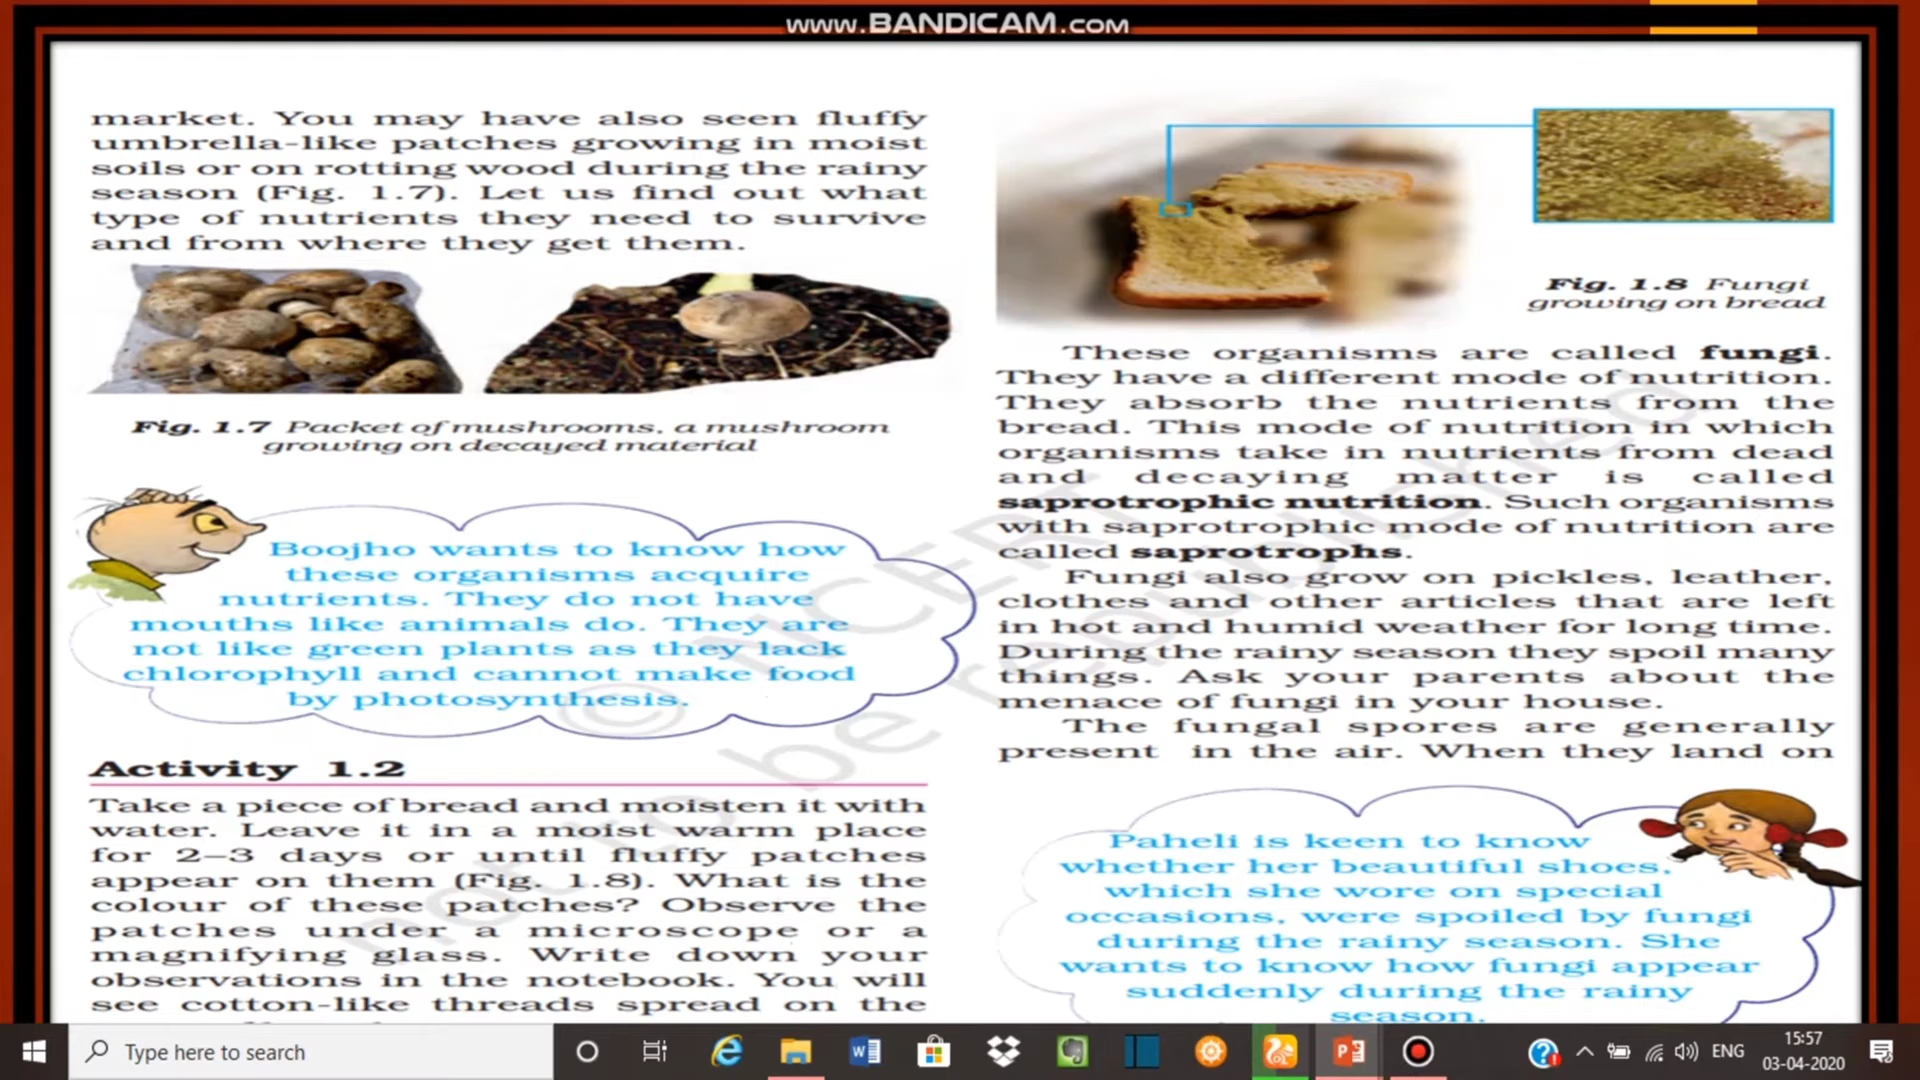 www.BANDICAM.com
market. You may have also seen fluffy
umbrella-like patches growing in moist
soils or on rotting wood during the rainy
season (Fig. 1.7). Let us find out what
type of nutrients they need to survive
and from where they get them.
Fig. 1.7 Packet of mushrooms, a mushroom
growing on decayed material
Boojho wants to know how
these organisms acquire
nutrients. They do not have
mouths like animals do. They are
not like green plants as they lack
chlorophyll and cannot make food
by photosynthesis.
Activity 1.2
Take a piece of bread and moisten it with
water. Leave it in a moist warm place
for 2–3 days or until fluffy patches
appear on them (Fig. 1.8). What is the
colour of these patches? Observe the
patches under a microscope or a
magnifying glass. Write down your
observations in the notebook. You will
see cotton-like threads spread on the
Fig. 1.8 Fungi
growing on bread
These organisms are called fungi.
They have a different mode of nutrition.
They absorb the nutrients from the
bread. This mode of nutrition in which
organisms take in nutrients from dead
and decaying matter is called
saprotrophic nutrition. Such organisms
with saprotrophic mode of nutrition are
called saprotrophs.
Fungi also grow on pickles, leather,
clothes and other articles that are left
in hot and humid weather for long time.
During the rainy season they spoil many
things. Ask your parents about the
menace of fungi in your house.
The fungal spores are generally
present in the air. When they land on
Paheli is keen to know
whether her beautiful shoes,
which she wore on special
occasions, were spoiled by fungi
during the rainy season. She
wants to know how fungi appear
suddenly during the rainy
season.
© NCERT
not to be republished
Type here to search
ENG
15:57
03-04-2020